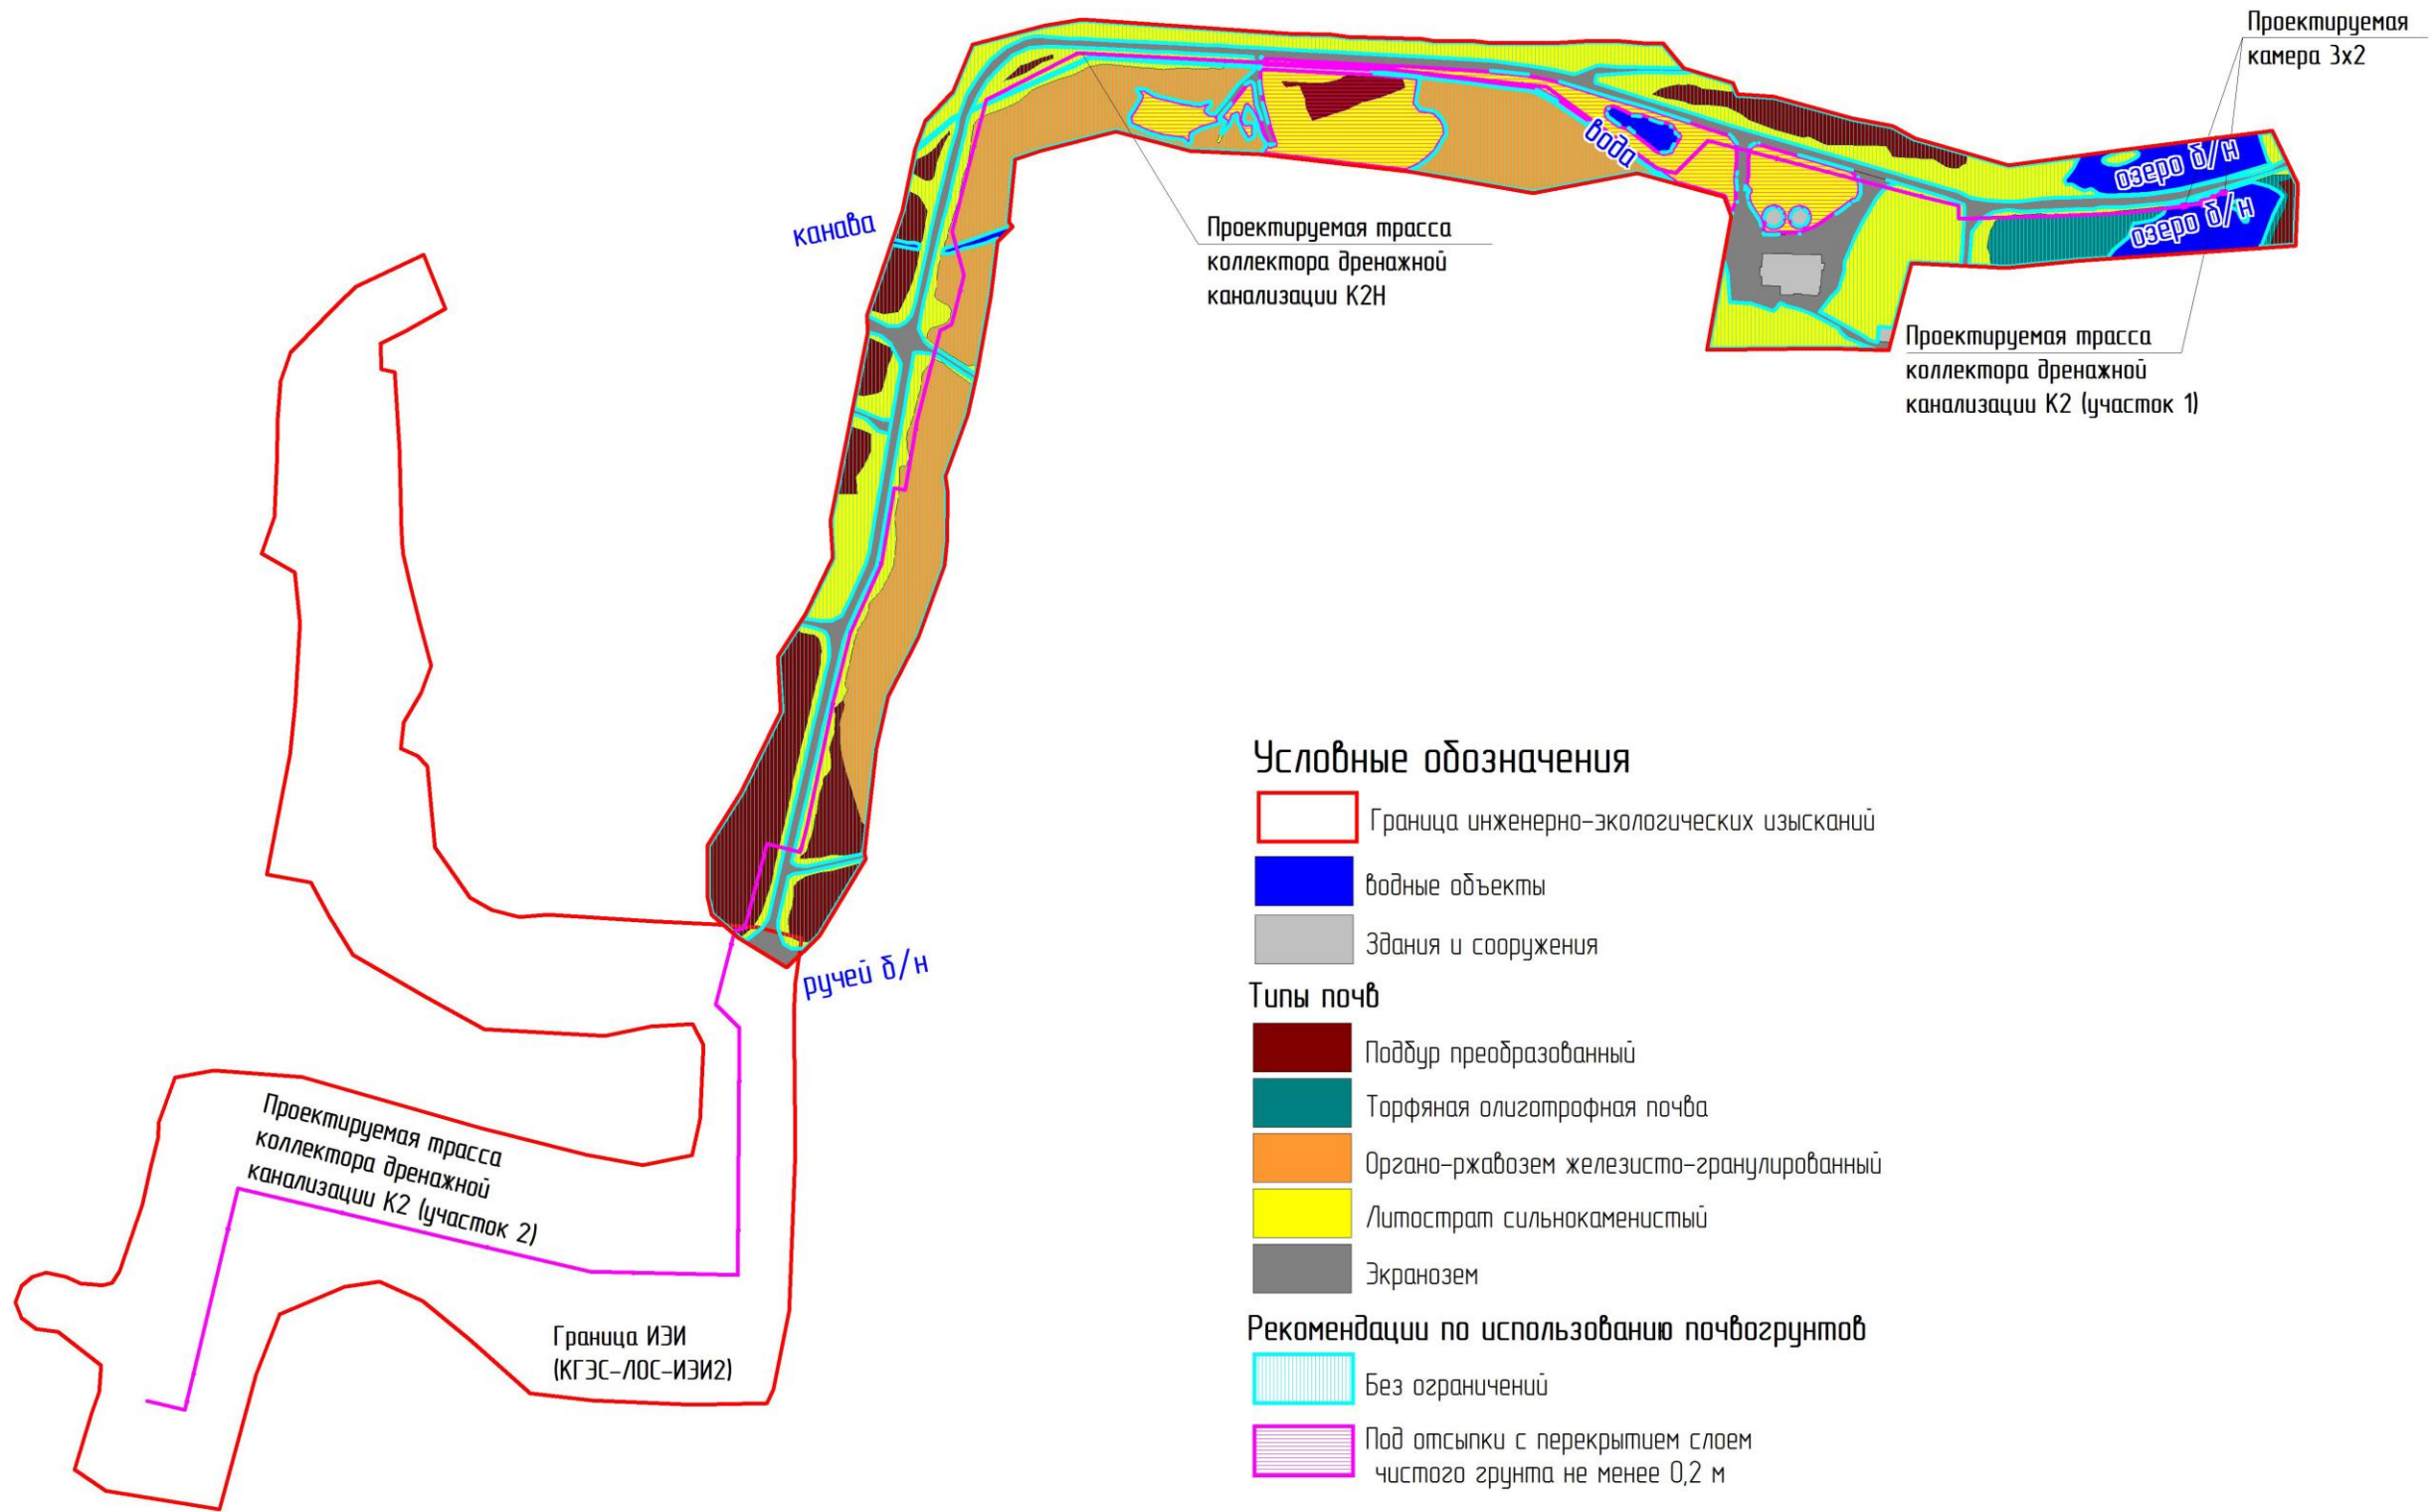 Проектируемая
камера 3х2
озеро б/н
озеро б/н
вода
канава
Проектируемая трасса
коллектора дренажной
канализации К2Н
Проектируемая трасса
коллектора дренажной
канализации К2 (участок 1)
ручей б/н
Проектируемая трасса
коллектора дренажной
канализации К2 (участок 2)
Граница ИЭИ
(КГЭС-ЛОС-ИЭИ2)
Условные обозначения
Граница инженерно-экологических изысканий
водные объекты
Здания и сооружения
Типы почв
Подбур преобразованный
Торфяная олиготрофная почва
Органо-ржавозем железисто-гранулированный
Литострат сильнокаменистый
Экранозем
Рекомендации по использованию почвогрунтов
Без ограничений
Под отсыпки с перекрытием слоем
чистого грунта не менее 0,2 м